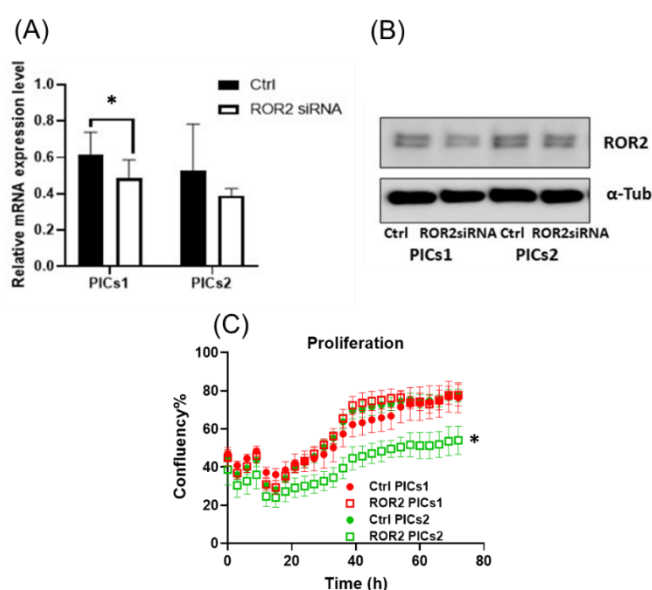 (A)
Relative mRNA expression level
1.0
0.8
0.6
0.4
0.2
0.0
*
Ctrl
ROR2 siRNA
PICs1
PICs2
(B)
ROR2
α-Tub
Ctrl ROR2siRNA Ctrl ROR2siRNA
PICs1 PICs2
(C)
Proliferation
Confluency%
100
80
60
40
20
0
*
Ctrl PICs1
ROR2 PICs1
Ctrl PICs2
ROR2 PICs2
0 20 40 60 80
Time (h)